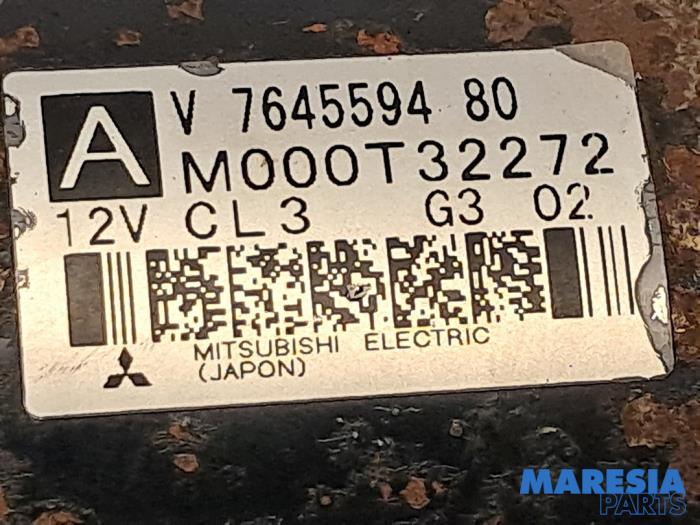 A V 7645594 80
M000T32272
12V CL3 G3 02
MITSUBISHI ELECTRIC
(JAPON)
MARESIA
PARTS